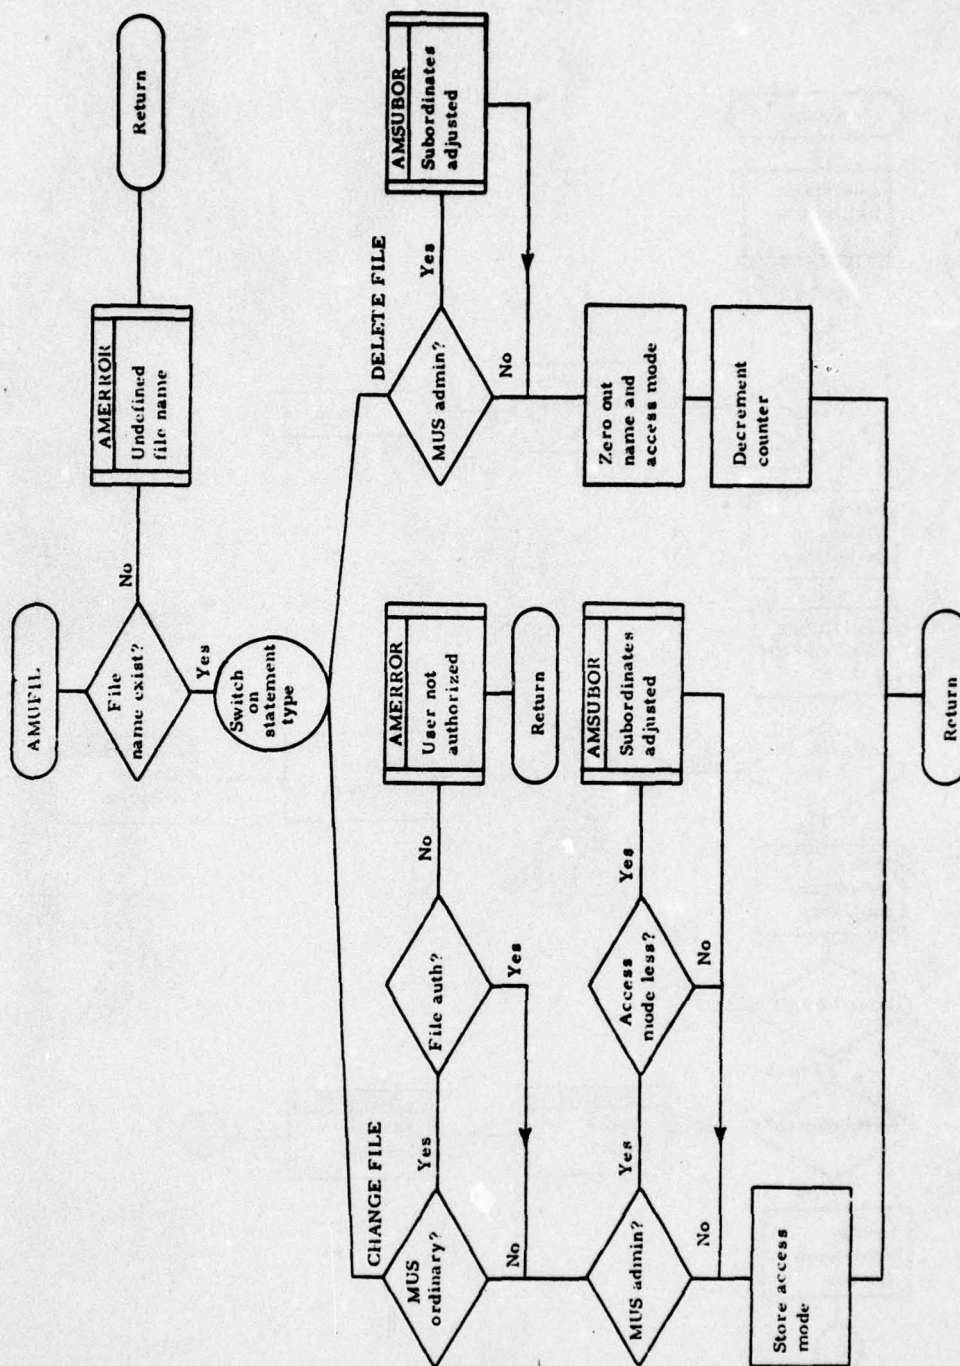 AMUFIL
File
name exist?
No
AMERROR
Undefined
file name
Return
Yes
Swich
on
statement
type
CHANGE FILE
MUS
ordinary?
Yes
File auth?
No
AMERROR
User not
authorized
Return
Yes
No
MUS admin?
Yes
Access
mode less?
Yes
AMSUBOR
Subordinates
adjusted
No
No
Store access
mode
DELETE FILE
MUS admin?
Yes
AMSUBOR
Subordinates
adjusted
No
Zero out
name and
access mode
Decrement
counter
Return